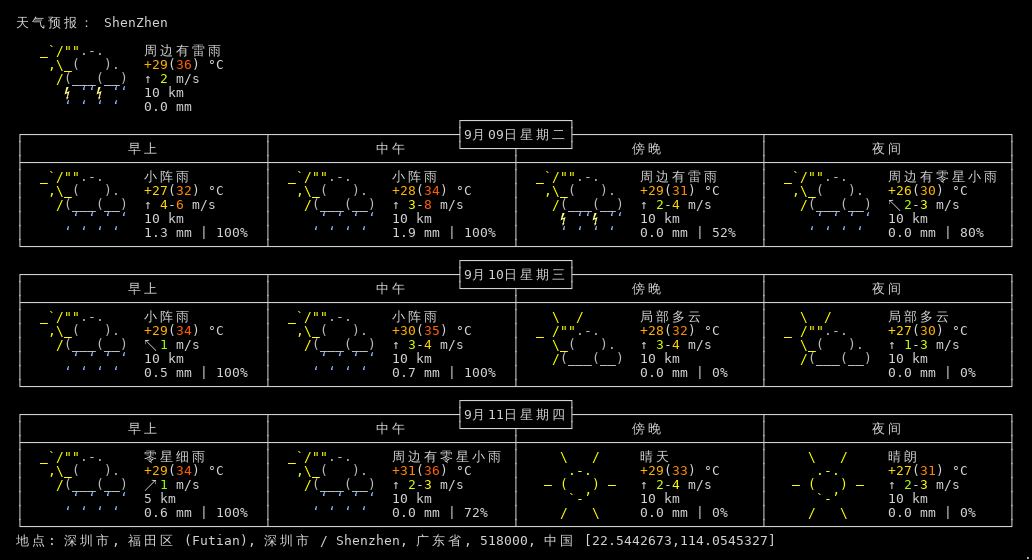 天气预报： ShenZhen
周边有雷雨
+29(36) °C
↑ 2 m/s
10 km
0.0 mm
9月09日星期二
早上 中午 傍晚 夜间
小阵雨 小阵雨 周边有雷雨 周边有零星小雨
+27(32) °C +28(34) °C +29(31) °C +26(30) °C
↑ 4-6 m/s ↑ 3-8 m/s ↑ 2-4 m/s ↖ 2-3 m/s
10 km 10 km 10 km 10 km
1.3 mm | 100% 1.9 mm | 100% 0.0 mm | 52% 0.0 mm | 80%
9月10日星期三
早上 中午 傍晚 夜间
小阵雨 小阵雨 局部多云 局部多云
+29(34) °C +30(35) °C +28(32) °C +27(30) °C
↖ 1 m/s ↑ 3-4 m/s ↑ 3-4 m/s ↑ 1-3 m/s
10 km 10 km 10 km 10 km
0.5 mm | 100% 0.7 mm | 100% 0.0 mm | 0% 0.0 mm | 0%
9月11日星期四
早上 中午 傍晚 夜间
零星细雨 周边有零星小雨 晴天 晴朗
+29(34) °C +31(36) °C +29(33) °C +27(31) °C
↗ 1 m/s ↑ 2-3 m/s ↑ 2-4 m/s ↑ 2-3 m/s
5 km 10 km 10 km 10 km
0.6 mm | 100% 0.0 mm | 72% 0.0 mm | 0% 0.0 mm | 0%
地点: 深圳市, 福田区 (Futian), 深圳市 / Shenzhen, 广东省, 518000, 中国 [22.5442673,114.0545327]